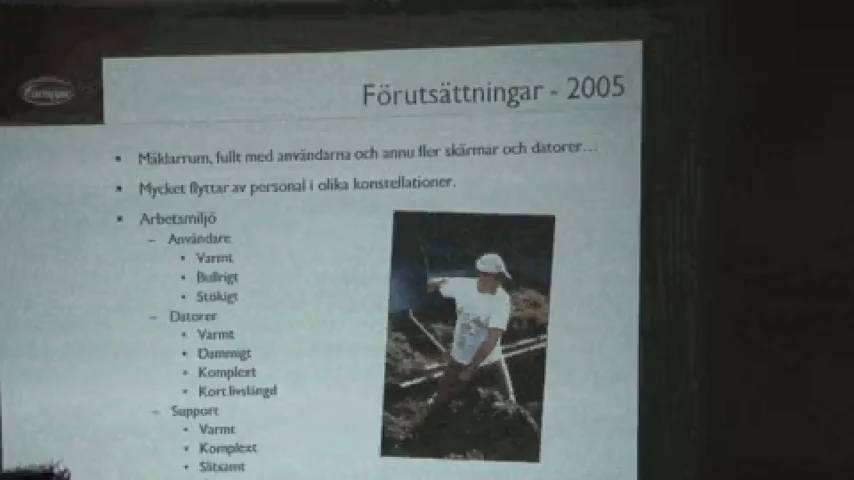 Förutsättningar - 2005
Mäklarrum, fullt med användarna och annu fler skärmar och datorer...
Mycket flyttar av personal i olika konstellationer.
Arbetsmiljö
– Användare
Varmt
Bullrigt
Stökigt
– Datorer
Varmt
Dammigt
Komplext
Kort livslängd
– Support
Varmt
Komplext
Slitsamt